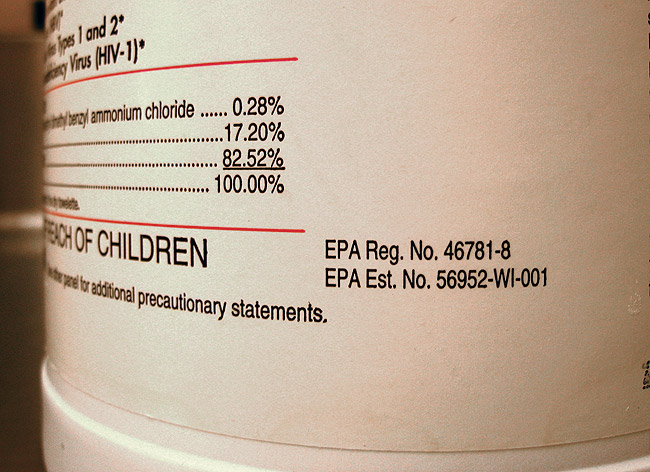 Types 1 and 2*
Virus (HIV-1)*
benzyl ammonium chloride ...... 0.28%
17.20%
82.52%
100.00%
REACH OF CHILDREN
other panel for additional precautionary statements.
EPA Reg. No. 46781-8
EPA Est. No. 56952-WI-001